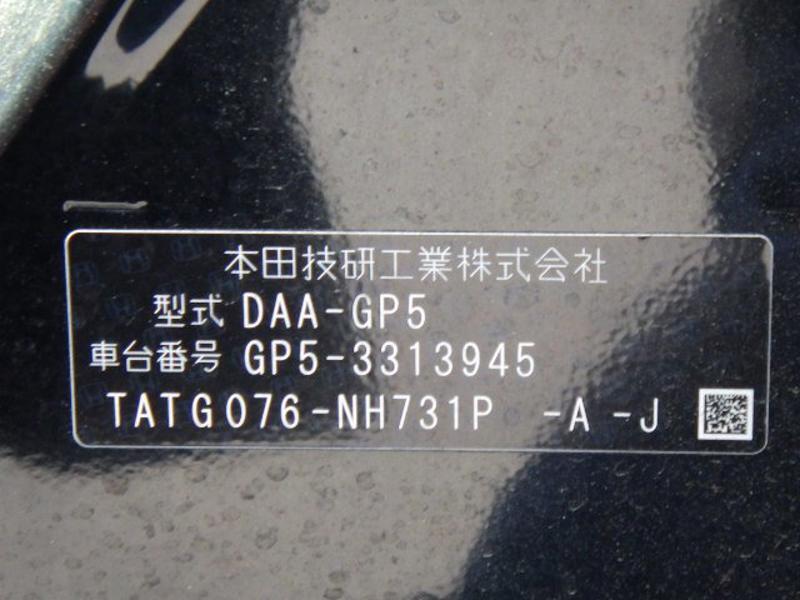 本田技研工業株式会社
型式 DAA-GP5
車台番号 GP5-3313945
TATG076-NH731P -A -J